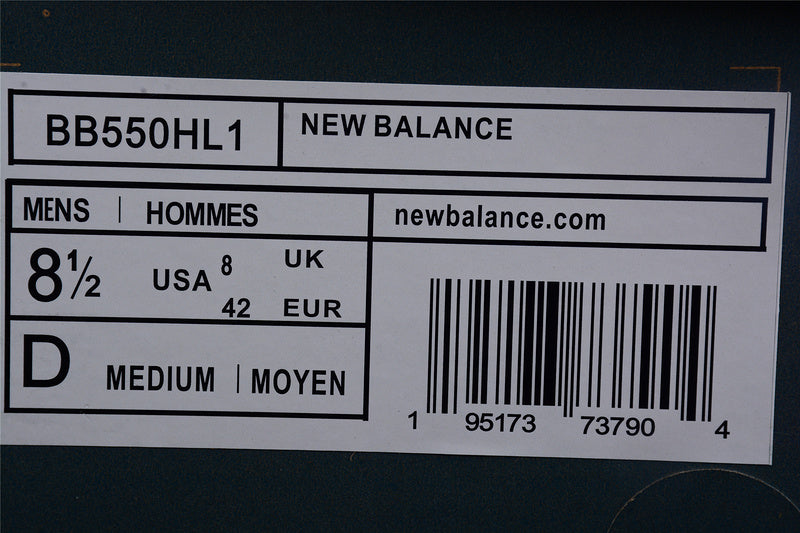 BB550HL1
NEW BALANCE
MENS | HOMMES
newbalance.com
8½ USA 8 UK
42 EUR
D MEDIUM | MOYEN
1 95173 73790 4